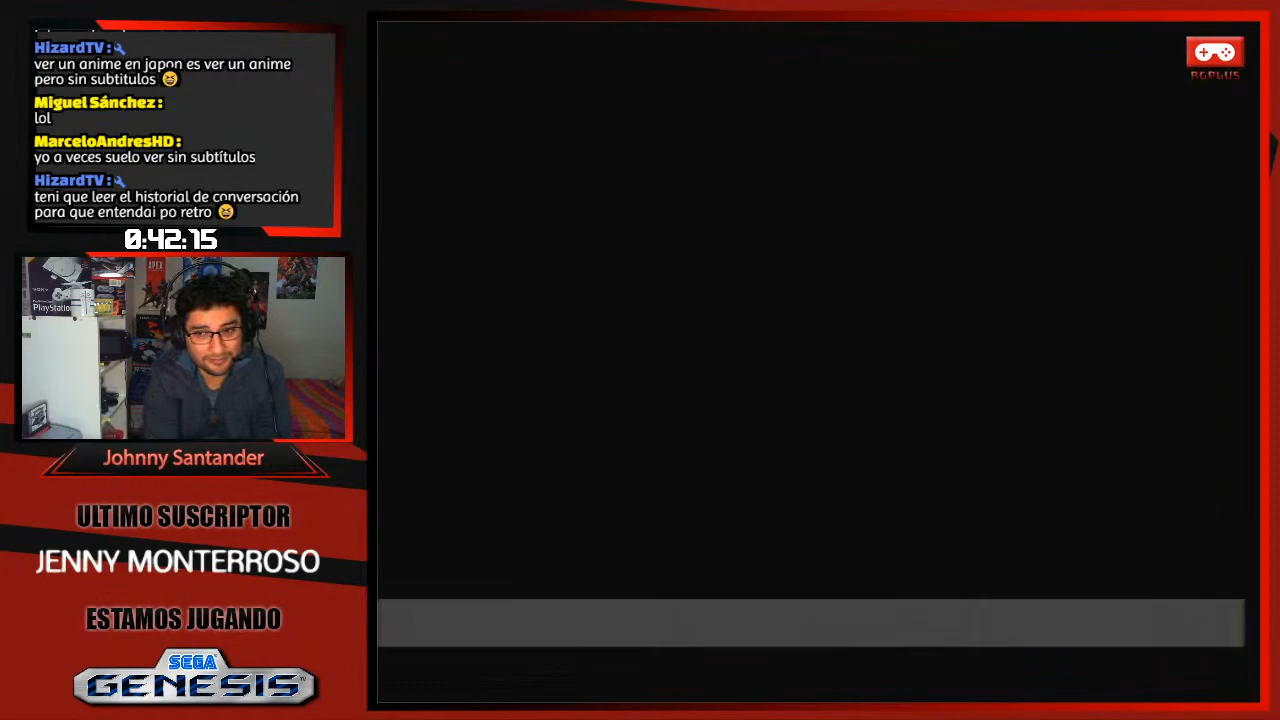 HizardTV:
ver un anime en japon es ver un anime
pero sin subtitulos
Miguel Sánchez:
lol
MarceloAndresHD:
yo a veces suelo ver sin subtítulos
HizardTV:
teni que leer el historial de conversación
para que entendai po retro
0:42:15
PlayStation
Johnny Santander
ULTIMO SUSCRIPTOR
JENNY MONTERROSO
ESTAMOS JUGANDO
SEGA
GENESIS
RGPLUS